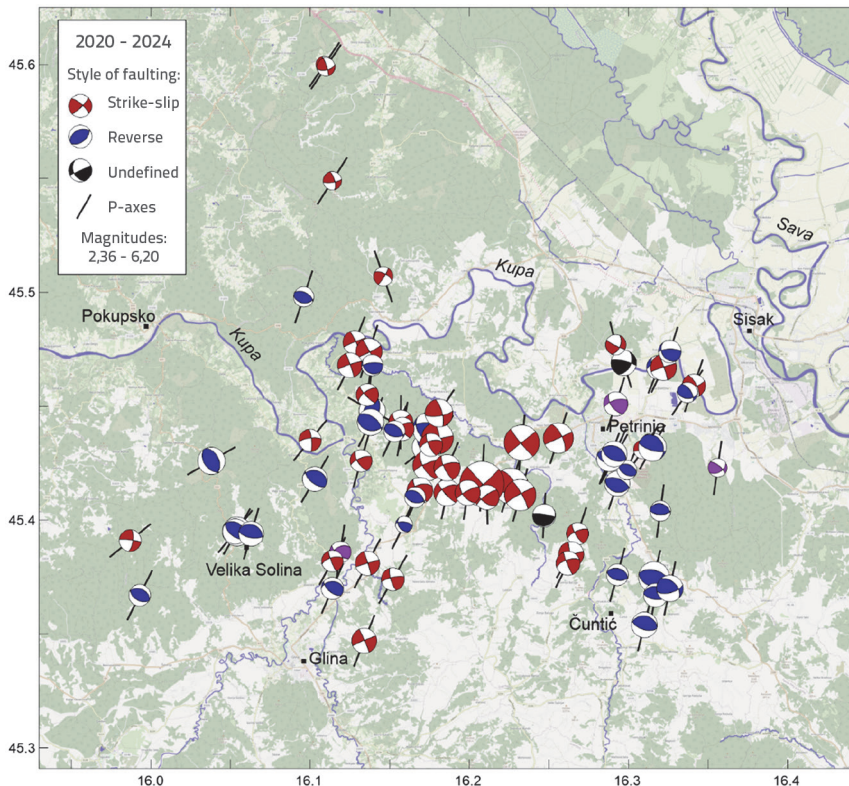 2020 - 2024
Style of faulting:
Strike-slip
Reverse
Undefined
P-axes
Magnitudes:
2,36 - 6,20
45.6
45.5
45.4
45.3
Sava
Kupa
Pokupsko
Sisak
Kupa
Petrinja
Velika Solina
Čuntić
Glina
16.0
16.1
16.2
16.3
16.4